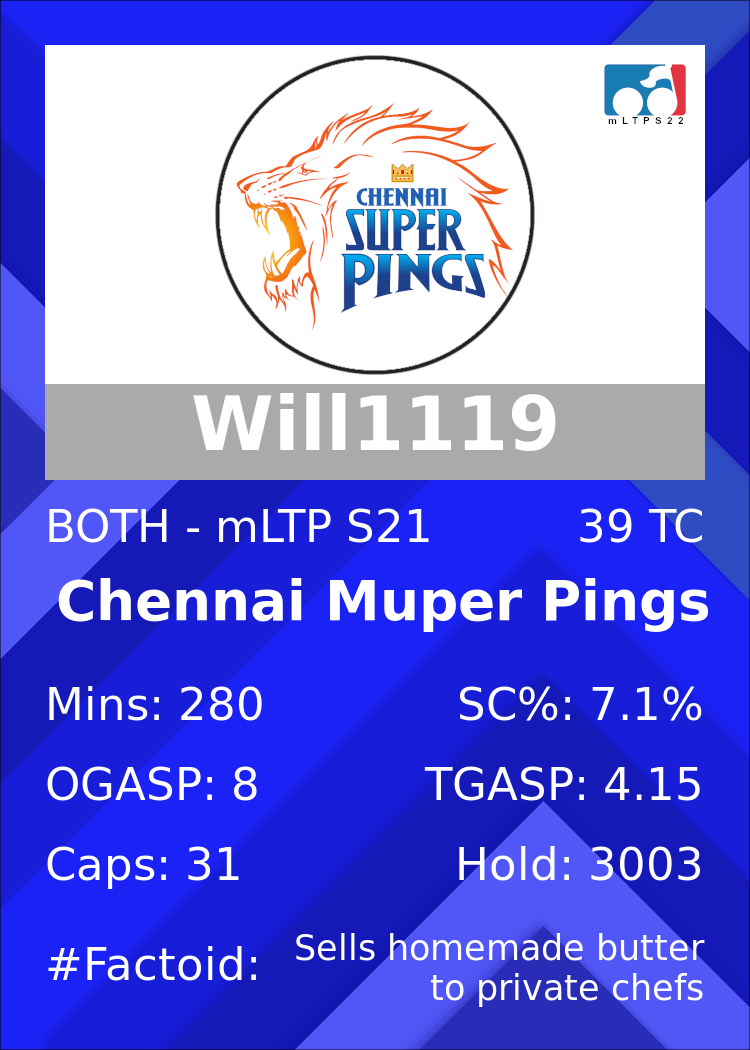 mLTPS22
CHENNAI
SUPER
PINGS
Will1119
BOTH - mLTP S21 39 TC
Chennai Muper Pings
Mins: 280 SC%: 7.1%
OGASP: 8 TGASP: 4.15
Caps: 31 Hold: 3003
#Factoid: Sells homemade butter
to private chefs